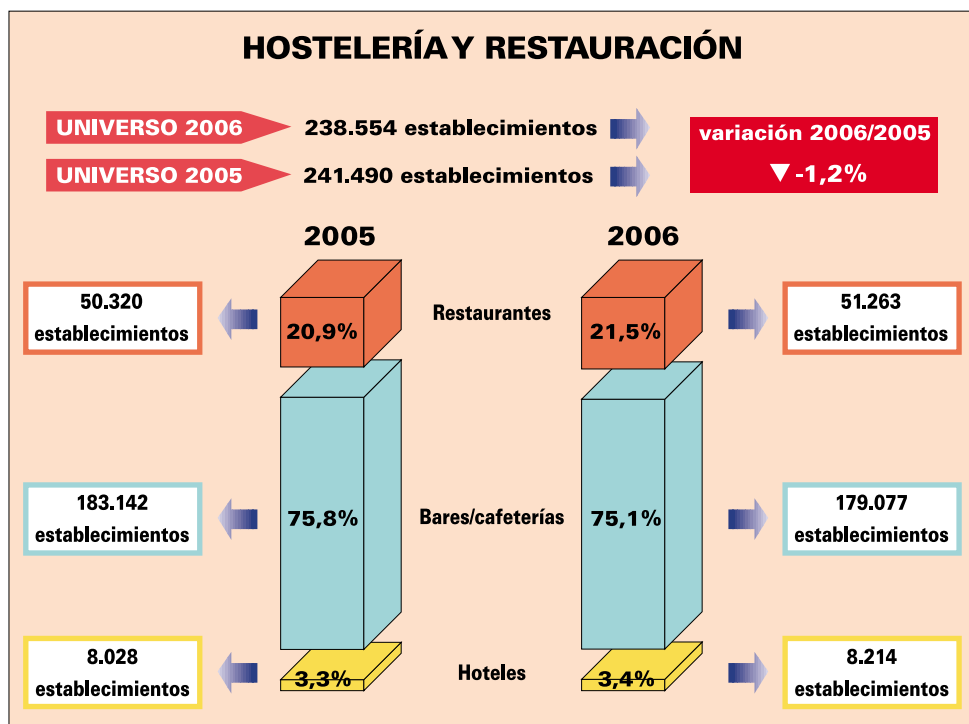 HOSTELERÍA Y RESTAURACIÓN
UNIVERSO 2006
238.554 establecimientos
UNIVERSO 2005
241.490 establecimientos
variación 2006/2005
▼ -1,2%
2005
2006
50.320
establecimientos
20,9%
Restaurantes
21,5%
51.263
establecimientos
183.142
establecimientos
75,8%
Bares/cafeterías
75,1%
179.077
establecimientos
8.028
establecimientos
3,3%
Hoteles
3,4%
8.214
establecimientos